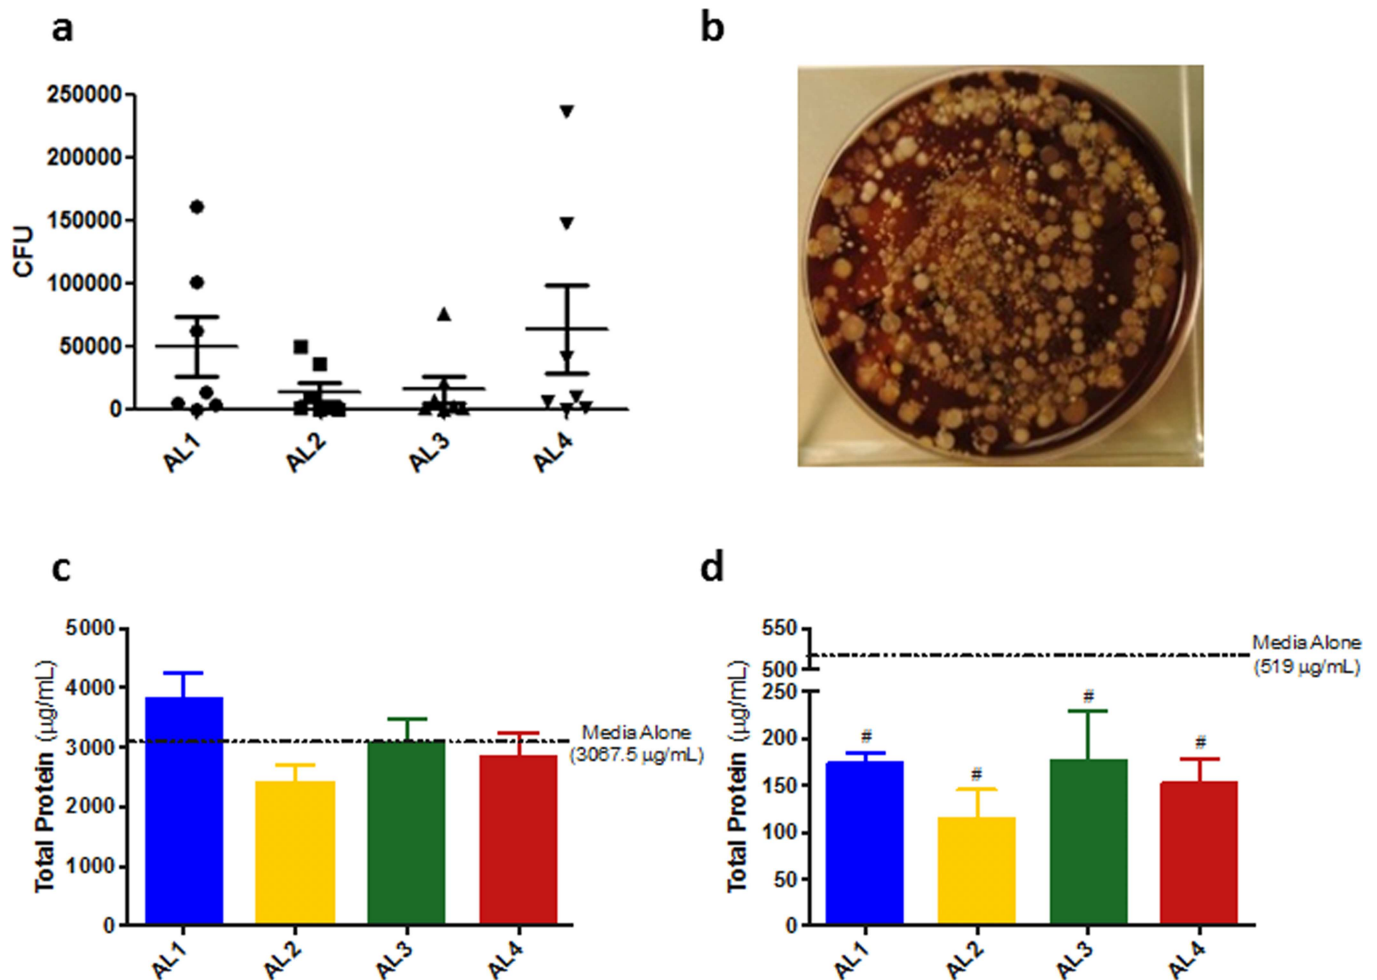 a
b
250000
200000
150000
100000
50000
0
CFU
AL1
AL2
AL3
AL4
c
d
5000
4000
3000
2000
1000
0
Total Protein (µg/mL)
Media Alone
(3067.5 µg/mL)
AL1
AL2
AL3
AL4
550
500
250
200
150
100
50
0
Total Protein (µg/mL)
Media Alone
(519 µg/mL)
#
#
#
#
AL1
AL2
AL3
AL4